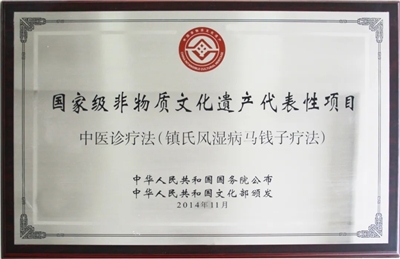 国家级非物质文化遗产代表性项目
中医诊疗法(镇氏风湿病马钱子疗法)
中华人民共和国国务院公布
中华人民共和国文化部颁发
2014年11月